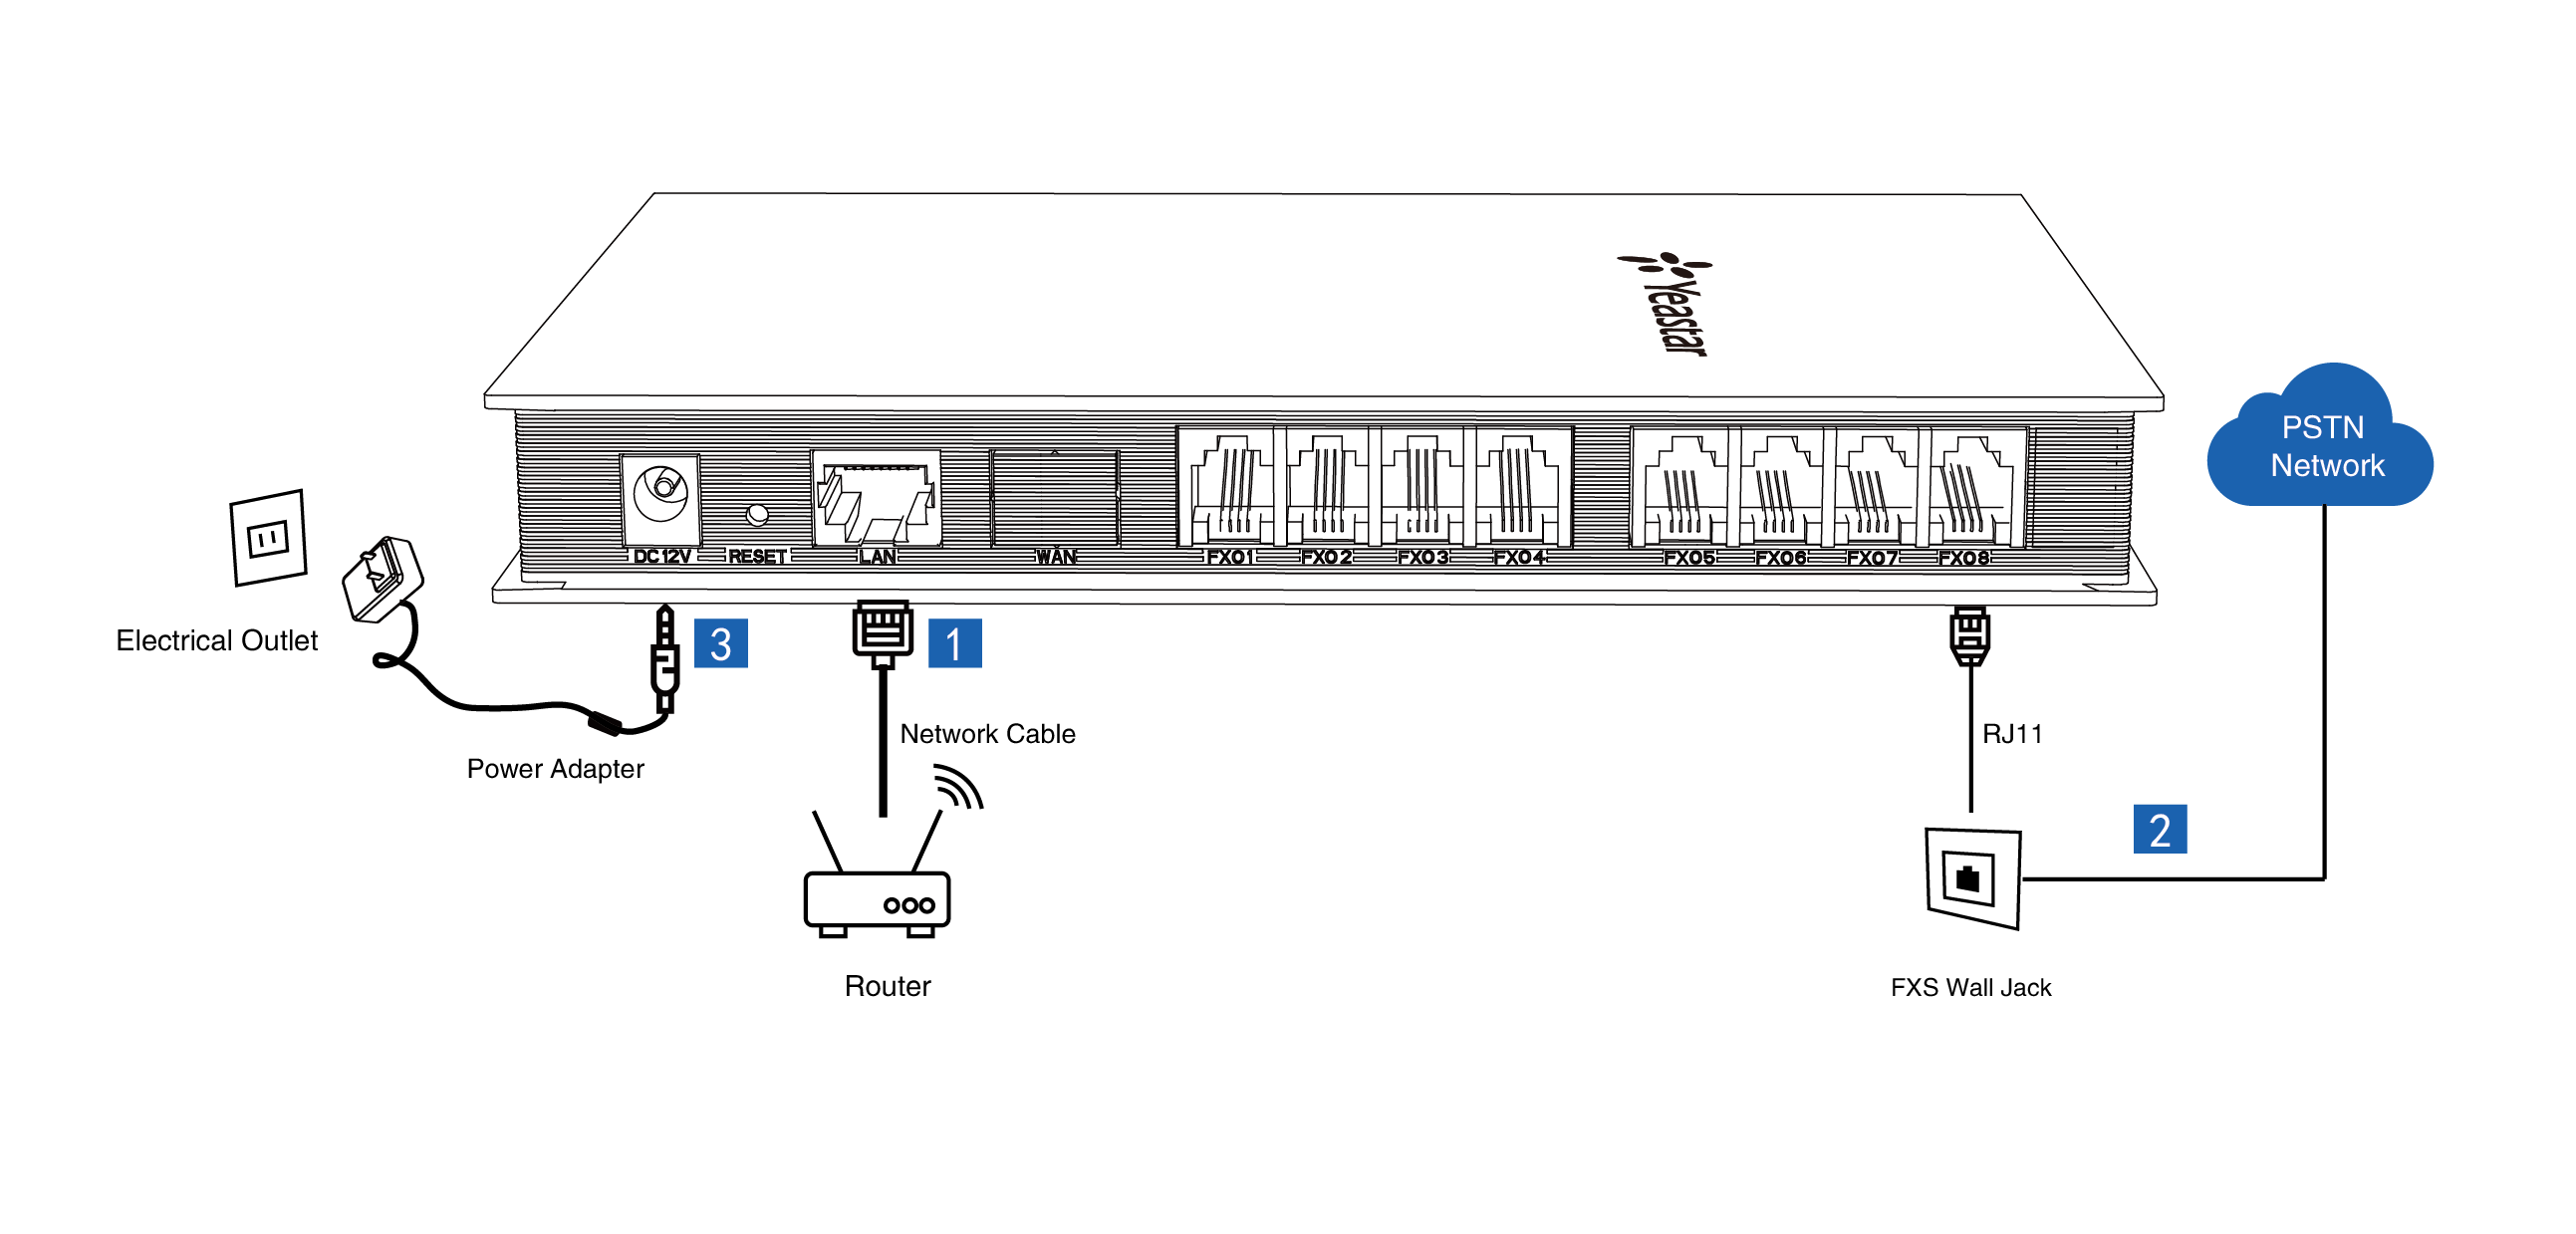 Yeastar
PSTN
Network
DC12V
RESET
LAN
WAN
FXO1
FXO2
FXO3
FXO4
FXO5
FXO6
FXO7
FXO8
Electrical Outlet
3
1
Power Adapter
Network Cable
RJ11
2
Router
FXS Wall Jack